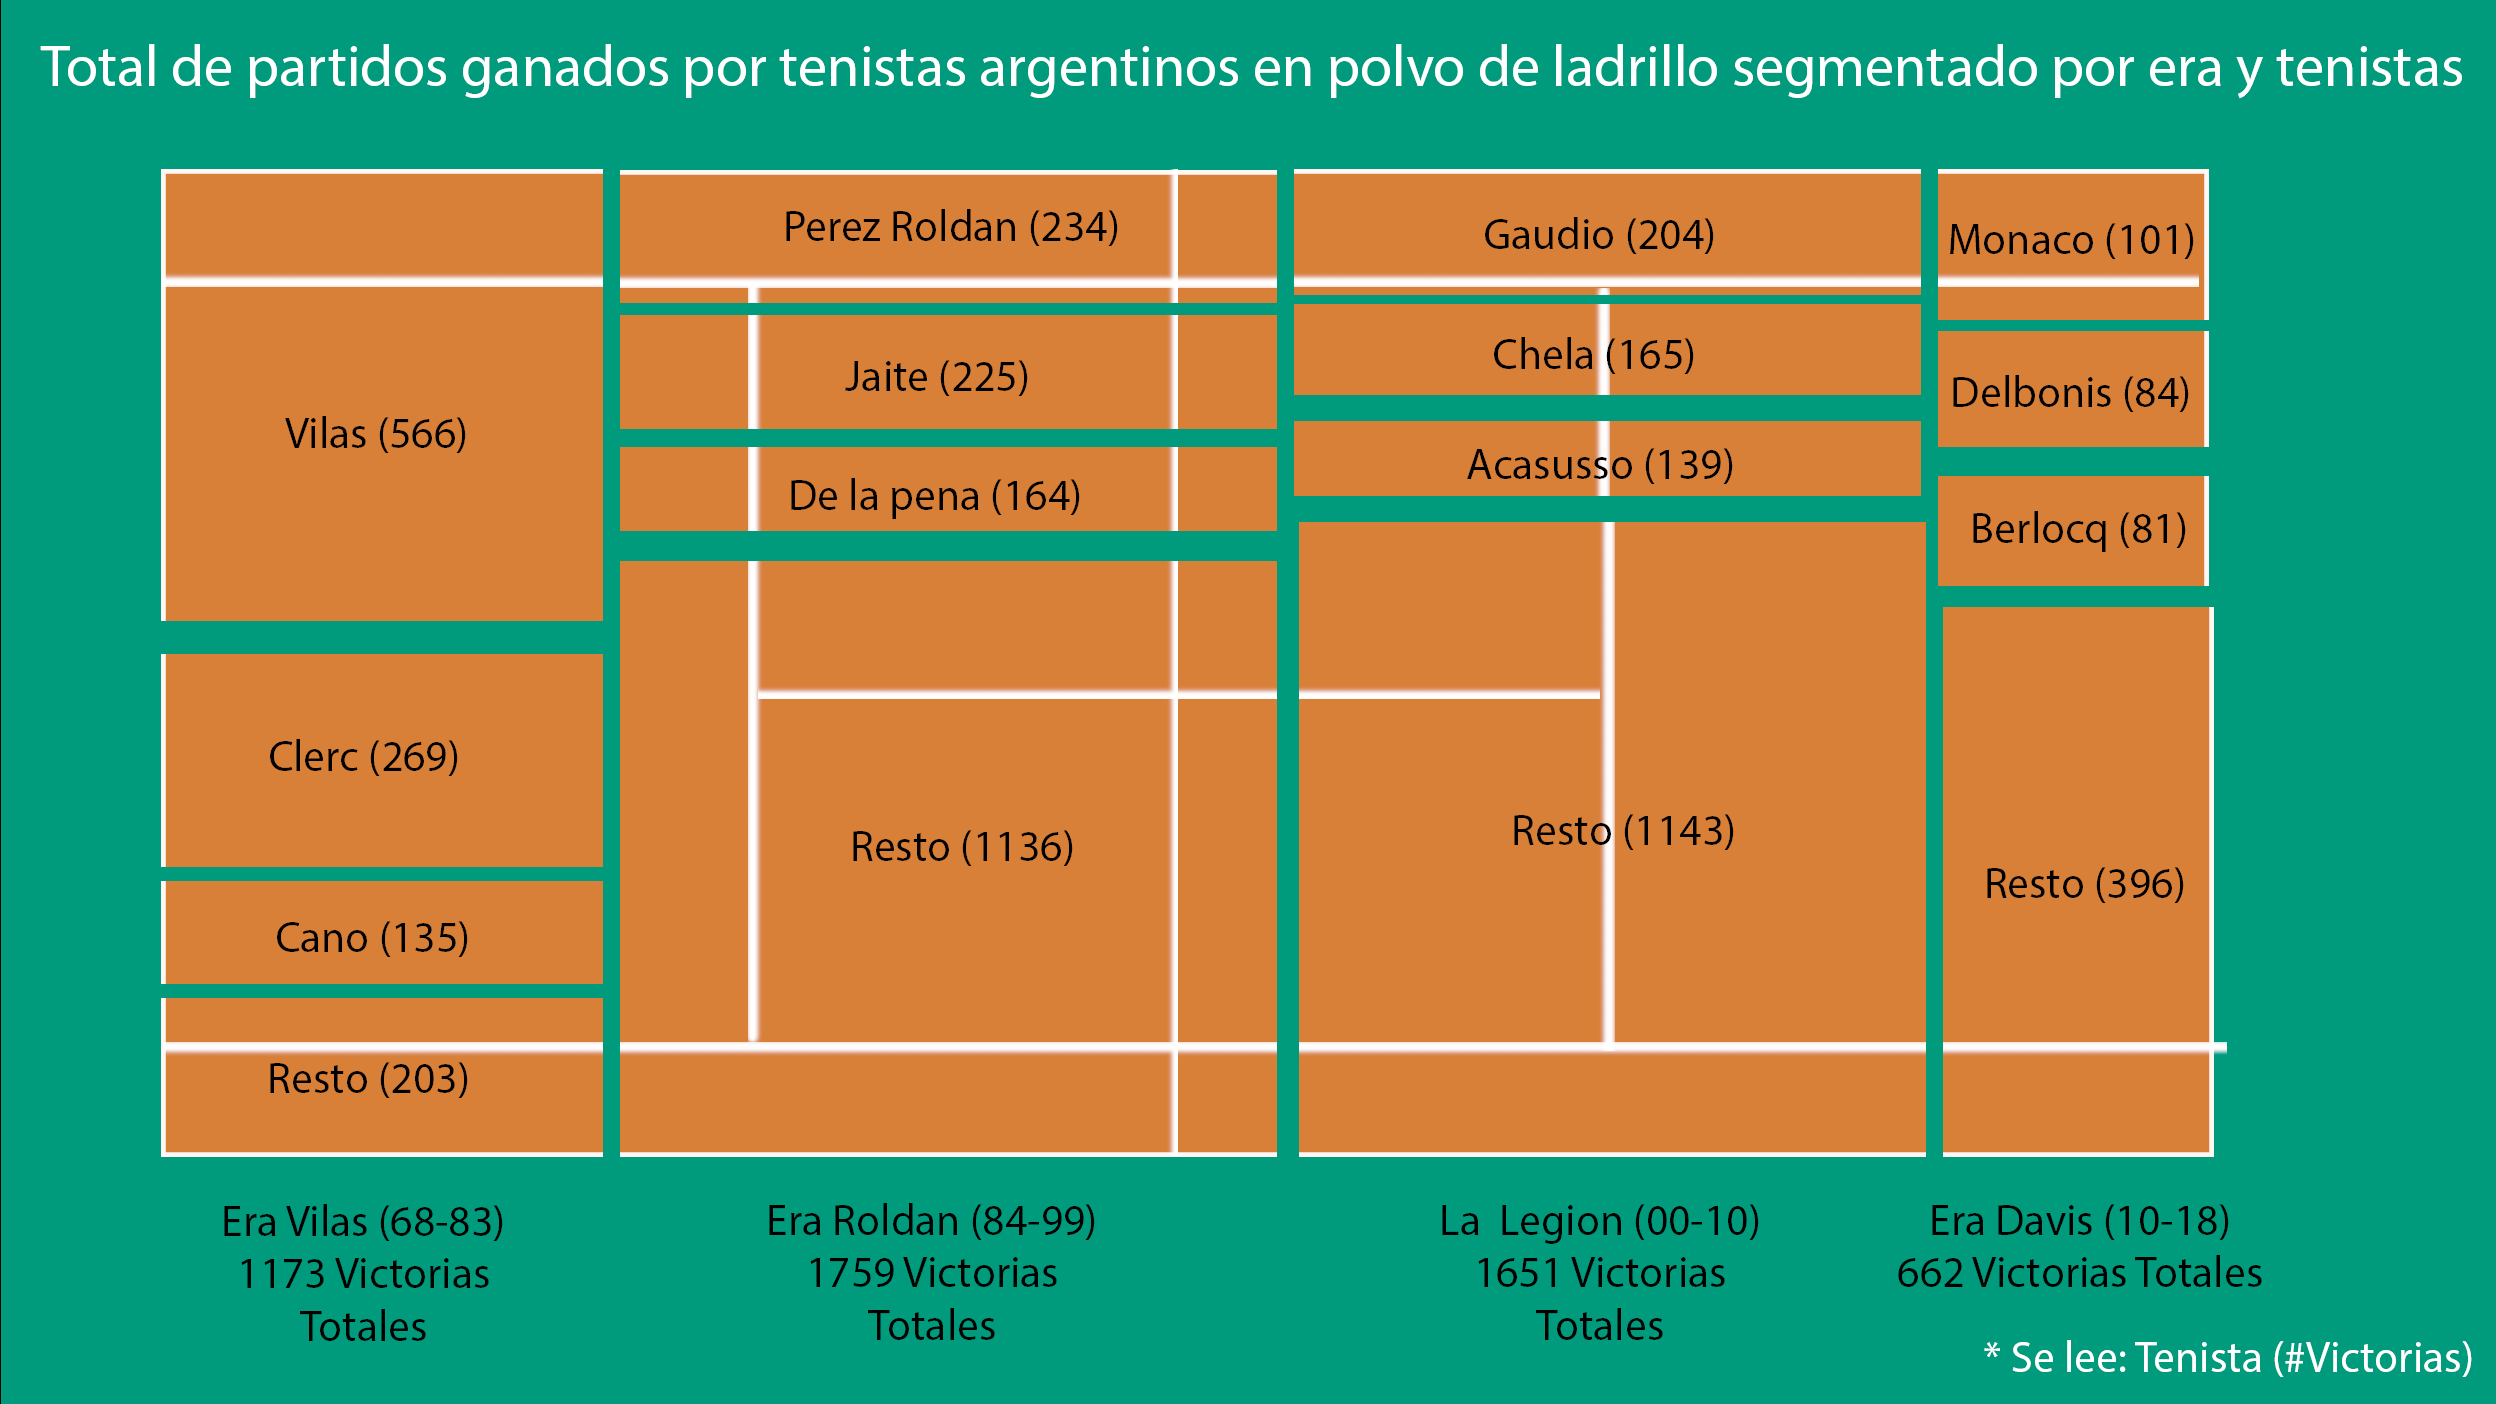 Total de partidos ganados por tenistas argentinos en polvo de ladrillo segmentado por era y tenistas
Vilas (566)
Clerc (269)
Cano (135)
Resto (203)
Perez Roldan (234)
Jaite (225)
De la pena (164)
Resto (1136)
Gaudio (204)
Chela (165)
Acasusso (139)
Resto (1143)
Monaco (101)
Delbonis (84)
Berlocq (81)
Resto (396)
Era Vilas (68-83)
1173 Victorias
Totales
Era Roldan (84-99)
1759 Victorias
Totales
La Legion (00-10)
1651 Victorias
Totales
Era Davis (10-18)
662 Victorias Totales
* Se lee: Tenista (#Victorias)